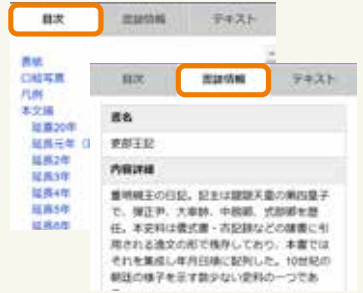 目次 書誌情報 テキスト
表紙
口絵写真
凡例
本文編
延喜20年
延長元年
延長2年
延長3年
延長4年
延長5年
延長6年
目次 書誌情報 テキスト
書名
吏部王記
内容詳細
重明親王の日記。記主は醍醐天皇の第四皇子
で、弾正尹、大宰帥、中務卿、式部卿を歴
任。本史料は儀式書・古記録などの諸書に引
用される逸文の形で残存しており、本書では
それを集成し年月日順に配列した。10世紀の
朝廷の様子を示す数少ない史料の一つであ